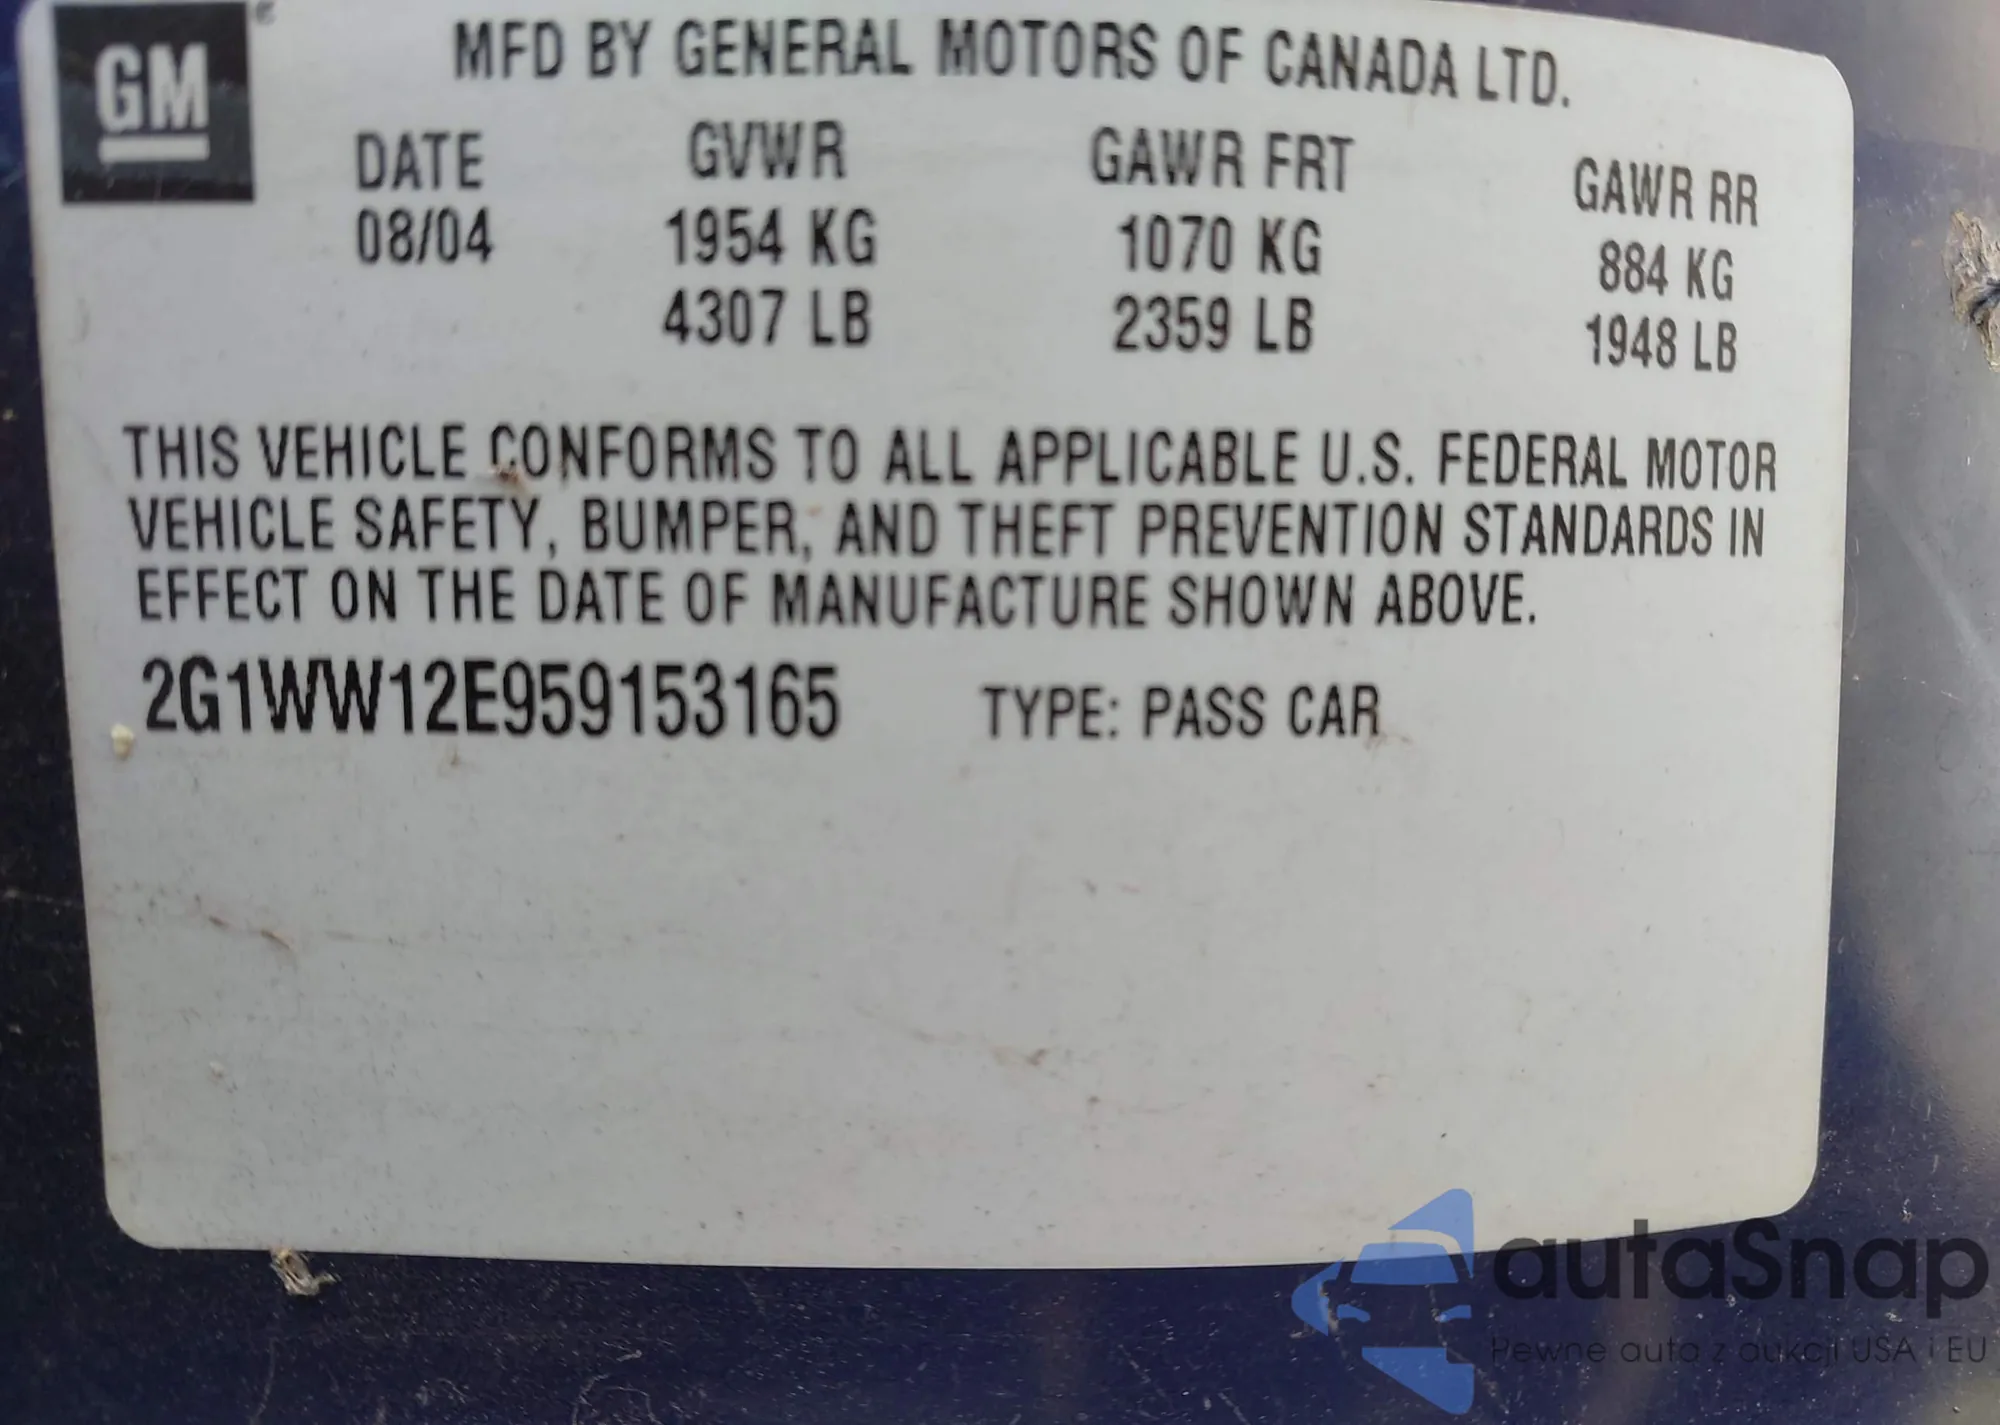 GM
MFD BY GENERAL MOTORS OF CANADA LTD.
DATE GVWR GAWR FRT GAWR RR
08/04 1954 KG 1070 KG 884 KG
4307 LB 2359 LB 1948 LB
THIS VEHICLE CONFORMS TO ALL APPLICABLE U.S. FEDERAL MOTOR
VEHICLE SAFETY, BUMPER, AND THEFT PREVENTION STANDARDS IN
EFFECT ON THE DATE OF MANUFACTURE SHOWN ABOVE.
2G1WW12E959153165 TYPE: PASS CAR
autaSnap
Pewne auta z aukcji USA i EU